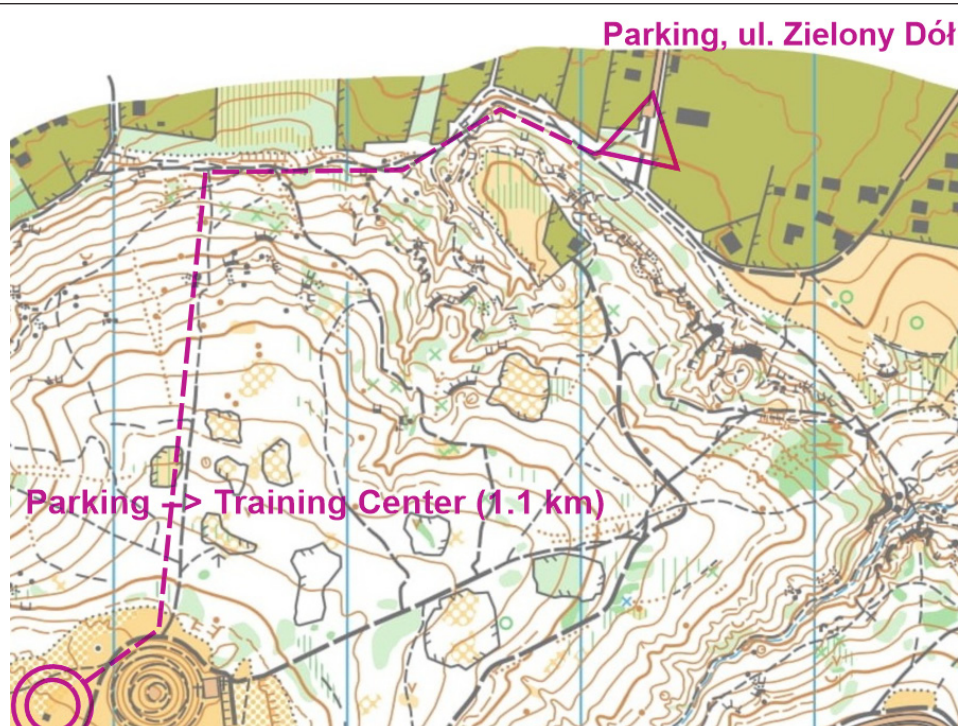 Parking, ul. Zielony Dół
Parking --> Training Center (1.1 km)